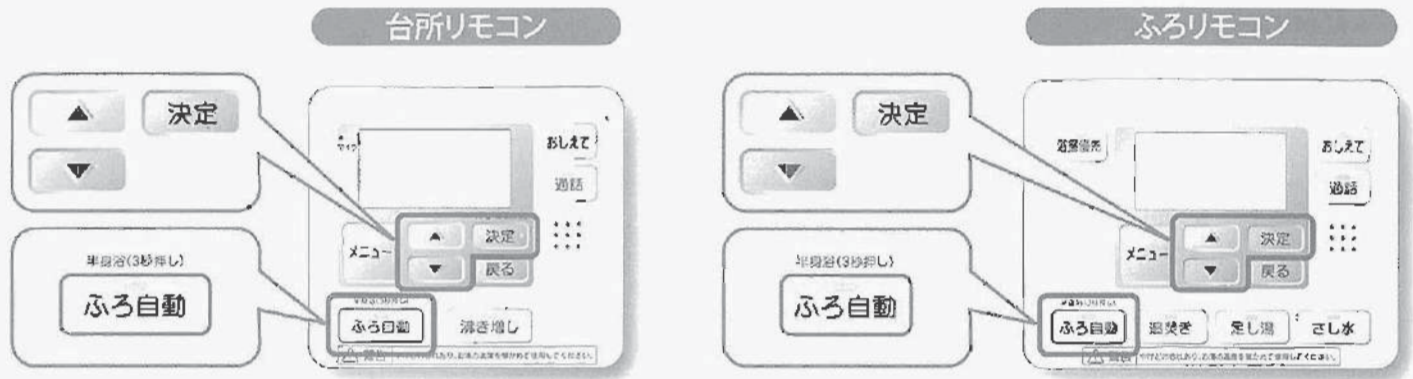 台所リモコン
▲ 決定
▼
半身浴(3秒押し)
ふろ自動
マイク
おしえて
通話
メニュー
▲ 決定
▼ 戻る
ふろ自動
沸き増し
ふろリモコン
▲ 決定
▼
半身浴(3秒押し)
ふろ自動
浴室優先
おしえて
通話
メニュー
▲ 決定
▼ 戻る
ふろ自動
追焚き
足し湯
さし水